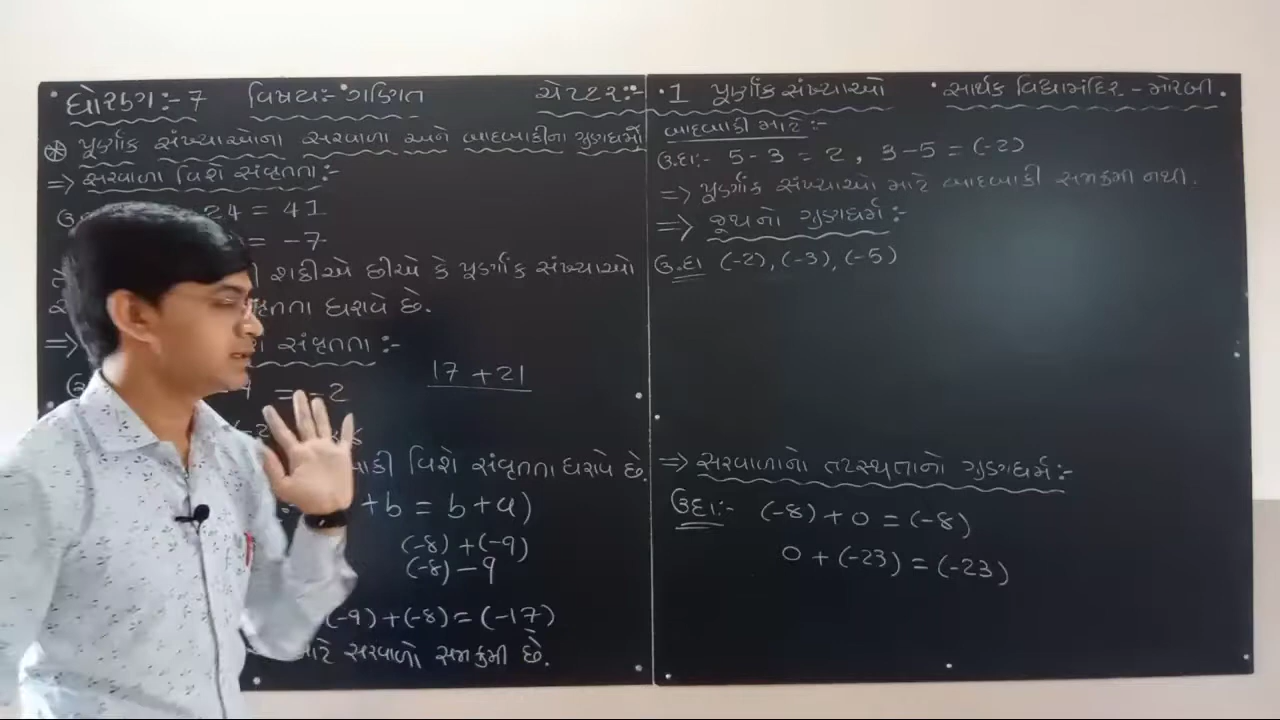 ધોરણ:- 7 વિષય:- ગણિત ચેપ્ટર:-
પૂર્ણાંક સંખ્યાઓના સરવાળા અને બાદબાકીના ગુણધર્મો
=> સરવાળા વિશે સંવૃત્તતા:-
24 = 41
= -7
શકીએ છીએ કે પૂર્ણાંક સંખ્યાઓ
ધરાવે છે.
=> સંવૃત્તતા:-
= -2
17 + 21
વિશે સંવૃત્તતા ધરાવે છે.
+b = b+a)
(-8) + (-9)
(-8) - 9
(-9) + (-8) = (-17)
માટે સરવાળો સમક્રમી છે.
1 પૂર્ણાંક સંખ્યાઓ સાર્થક વિદ્યામંદિર - મોરબી.
બાદબાકી માટે:-
ઉદા:- 5 - 3 = 2, 3 - 5 = (-2)
=> પૂર્ણાંક સંખ્યાઓ માટે બાદબાકી સમક્રમી નથી.
=> જૂથનો ગુણધર્મ:-
ઉદા (-2), (-3), (-5)
=> સરવાળાનો તટસ્થતાનો ગુણધર્મ:-
ઉદા:- (-8) + 0 = (-8)
0 + (-23) = (-23)